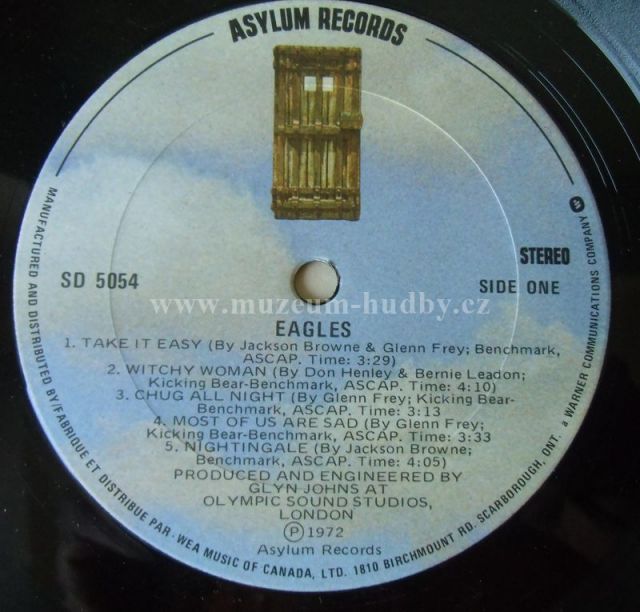 ASYLUM RECORDS
STEREO
SD 5054
SIDE ONE
www.muzeum-hudby.cz
EAGLES
1. TAKE IT EASY (By Jackson Browne & Glenn Frey; Benchmark,
ASCAP. Time: 3:29)
2. WITCHY WOMAN (By Don Henley & Bernie Leadon;
Kicking Bear-Benchmark, ASCAP. Time: 4:10)
3. CHUG ALL NIGHT (By Glenn Frey; Kicking Bear-
Benchmark, ASCAP. Time: 3:13
4. MOST OF US ARE SAD (By Glenn Frey;
Kicking Bear-Benchmark, ASCAP. Time: 3:33
5. NIGHTINGALE (By Jackson Browne;
Benchmark, ASCAP. Time: 4:05)
PRODUCED AND ENGINEERED BY
GLYN JOHNS AT
OLYMPIC SOUND STUDIOS,
LONDON
Ⓟ 1972
Asylum Records
MANUFACTURED AND DISTRIBUTED BY/FABRIQUE ET DISTRIBUE PAR - WEA MUSIC OF CANADA, LTD. 1810 BIRCHMOUNT RD. SCARBOROUGH, ONT. a WARNER COMMUNICATIONS COMPANY